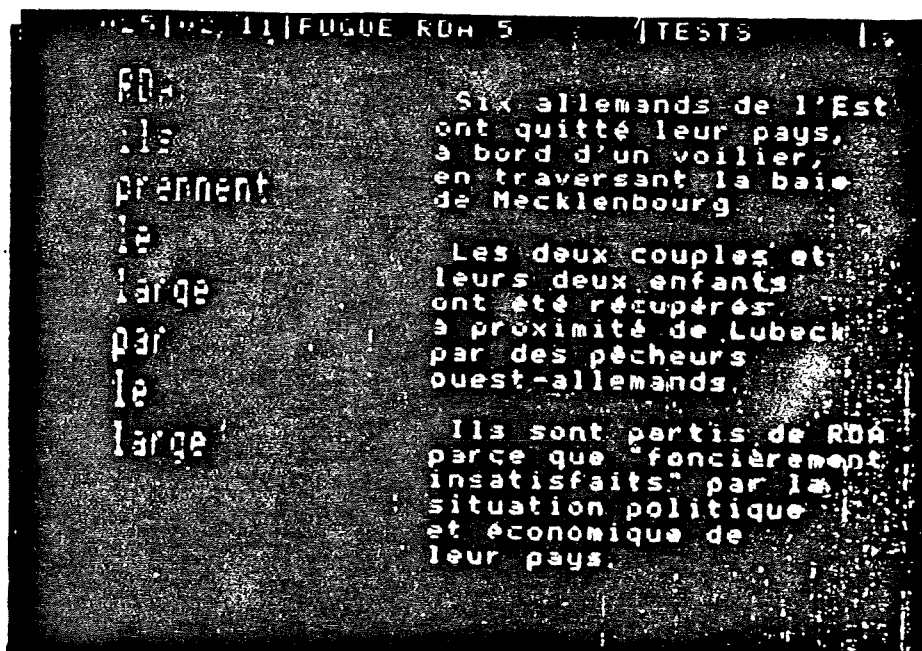 FUGUE RDA 5
TESTS
RDA
ils
prennent
le
large
par
le
large
Six allemands de l'Est
ont quitté leur pays,
à bord d'un voilier,
en traversant la baie
de Mecklenbourg
Les deux couples et
leurs deux enfants
ont été récupérés
à proximité de Lubeck
par des pêcheurs
ouest-allemands.
Ils sont partis de RDA
parce que "foncièrement
insatisfaits" par la
situation politique
et économique de
leur pays.